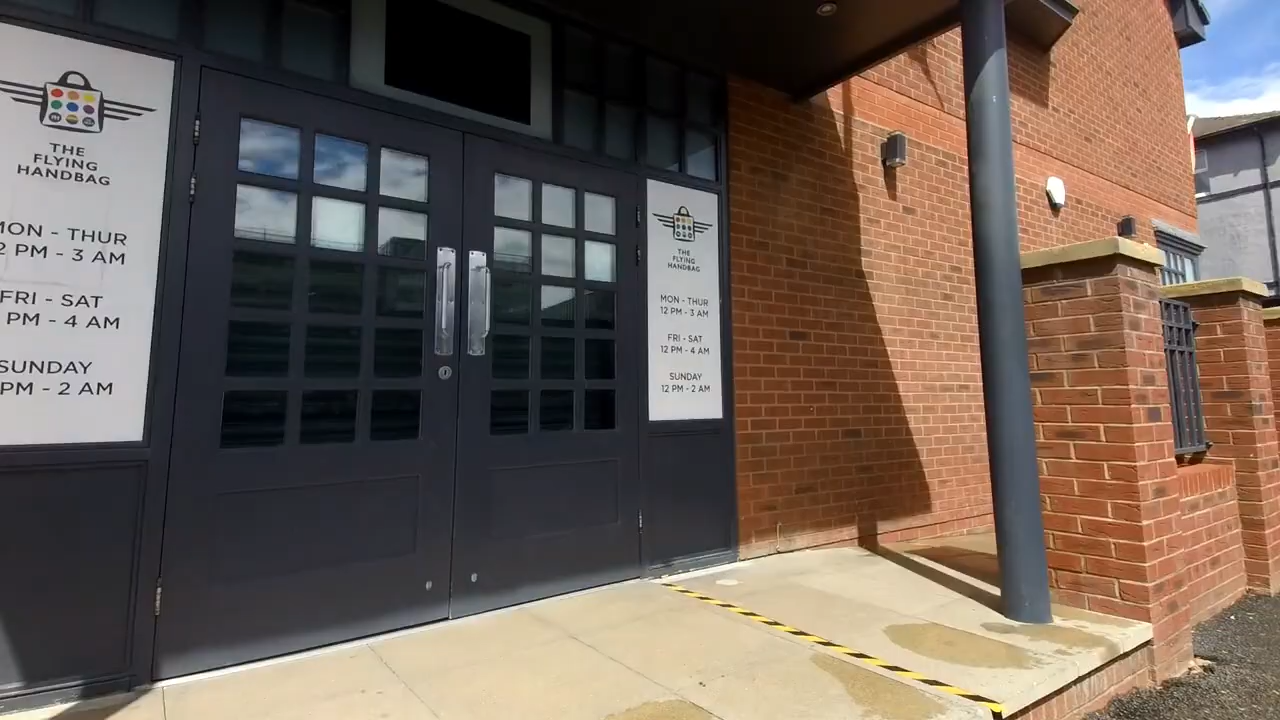 THE
FLYING
HANDBAG
MON - THUR
2 PM - 3 AM
FRI - SAT
PM - 4 AM
SUNDAY
PM - 2 AM
THE
FLYING
HANDBAG
MON - THUR
12 PM - 3 AM
FRI - SAT
12 PM - 4 AM
SUNDAY
12 PM - 2 AM